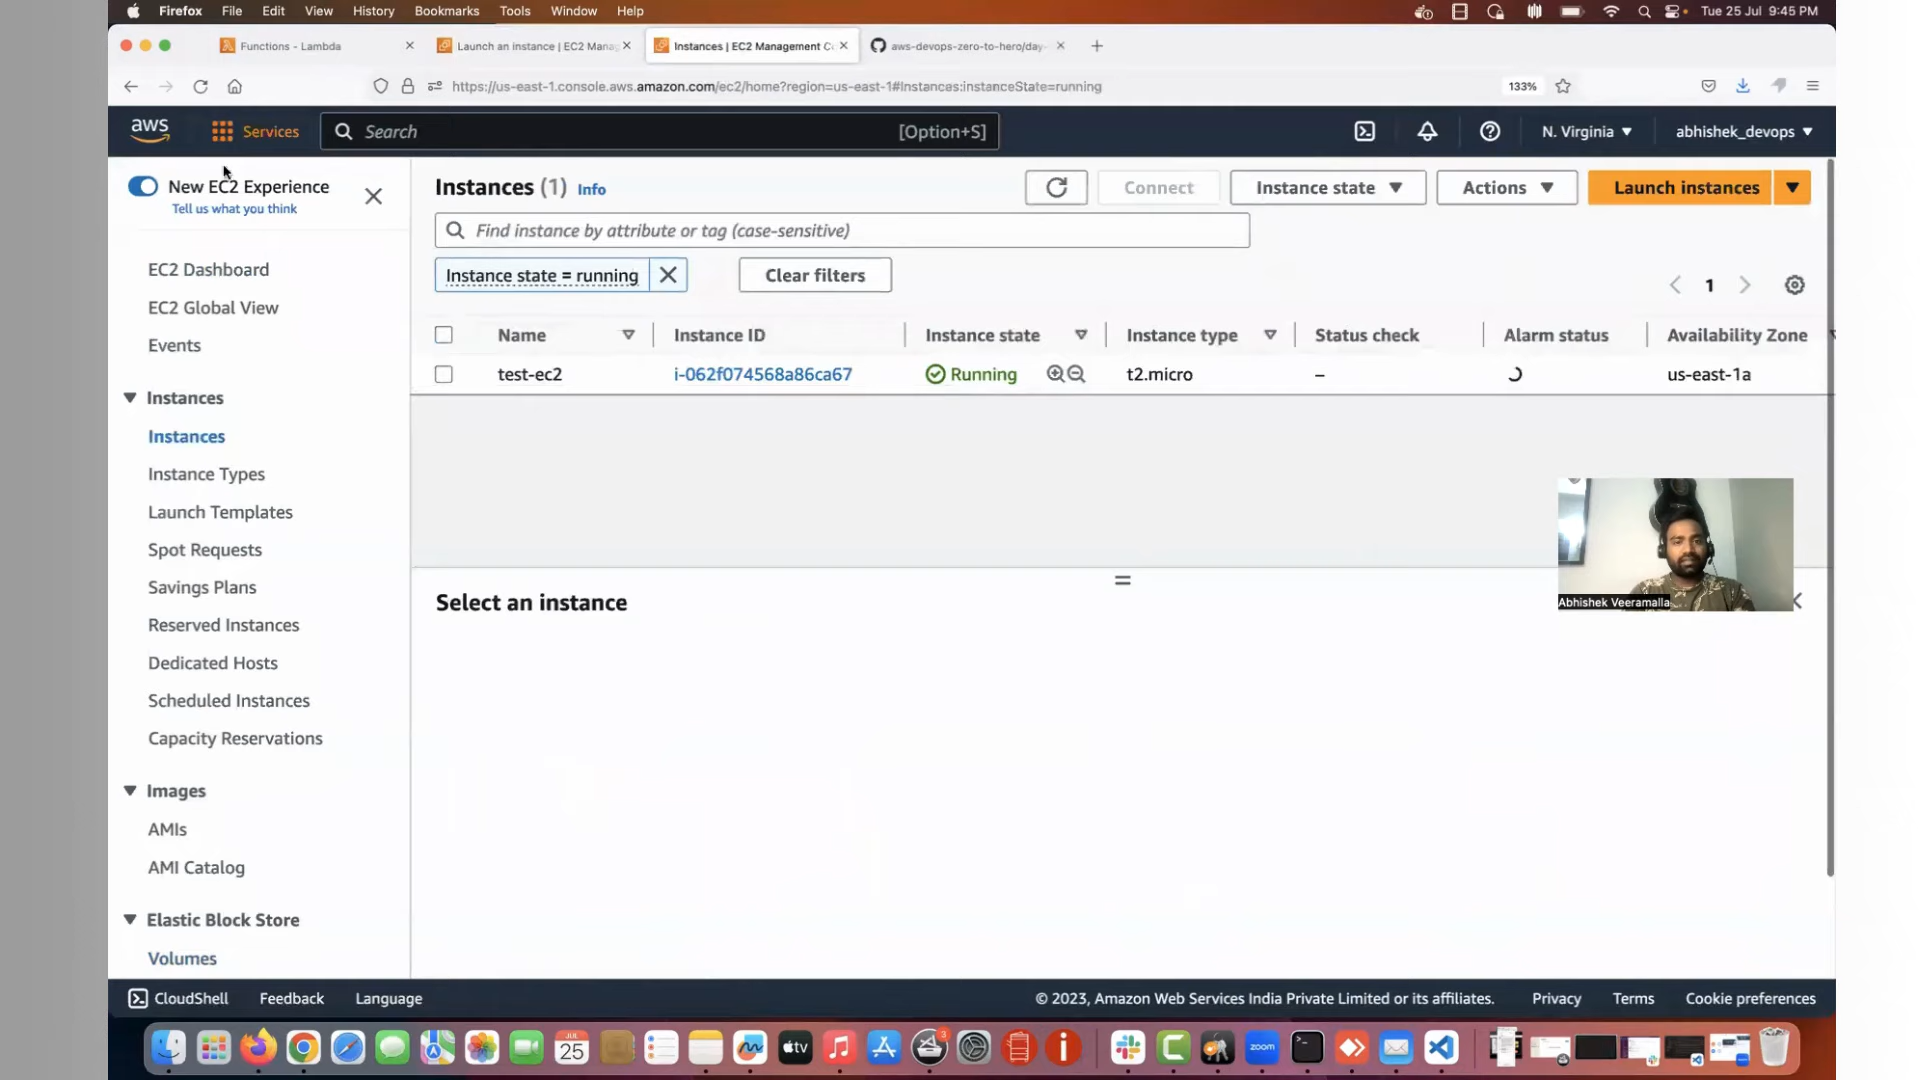 Firefox File Edit View History Bookmarks Tools Window Help Tue 25 Jul 9:45 PM
Functions - Lambda Launch an instance | EC2 Mana Instances | EC2 Management C aws-devops-zero-to-hero/day-
https://us-east-1.console.aws.amazon.com/ec2/home?region=us-east-1#Instances:instanceState=running 133%
aws Services Search [Option+S] N. Virginia abhishek_devops
New EC2 Experience
Tell us what you think
EC2 Dashboard
EC2 Global View
Events
Instances
Instances
Instance Types
Launch Templates
Spot Requests
Savings Plans
Reserved Instances
Dedicated Hosts
Scheduled Instances
Capacity Reservations
Images
AMIs
AMI Catalog
Elastic Block Store
Volumes
Instances (1) Info Connect Instance state Actions Launch instances
Find instance by attribute or tag (case-sensitive)
Instance state = running Clear filters
1
Name Instance ID Instance state Instance type Status check Alarm status Availability Zone
test-ec2 i-062f074568a86ca67 Running t2.micro – us-east-1a
Select an instance
Abhishek Veeramalla
CloudShell Feedback Language © 2023, Amazon Web Services India Private Limited or its affiliates. Privacy Terms Cookie preferences
JUL
25
tv
3
zoom